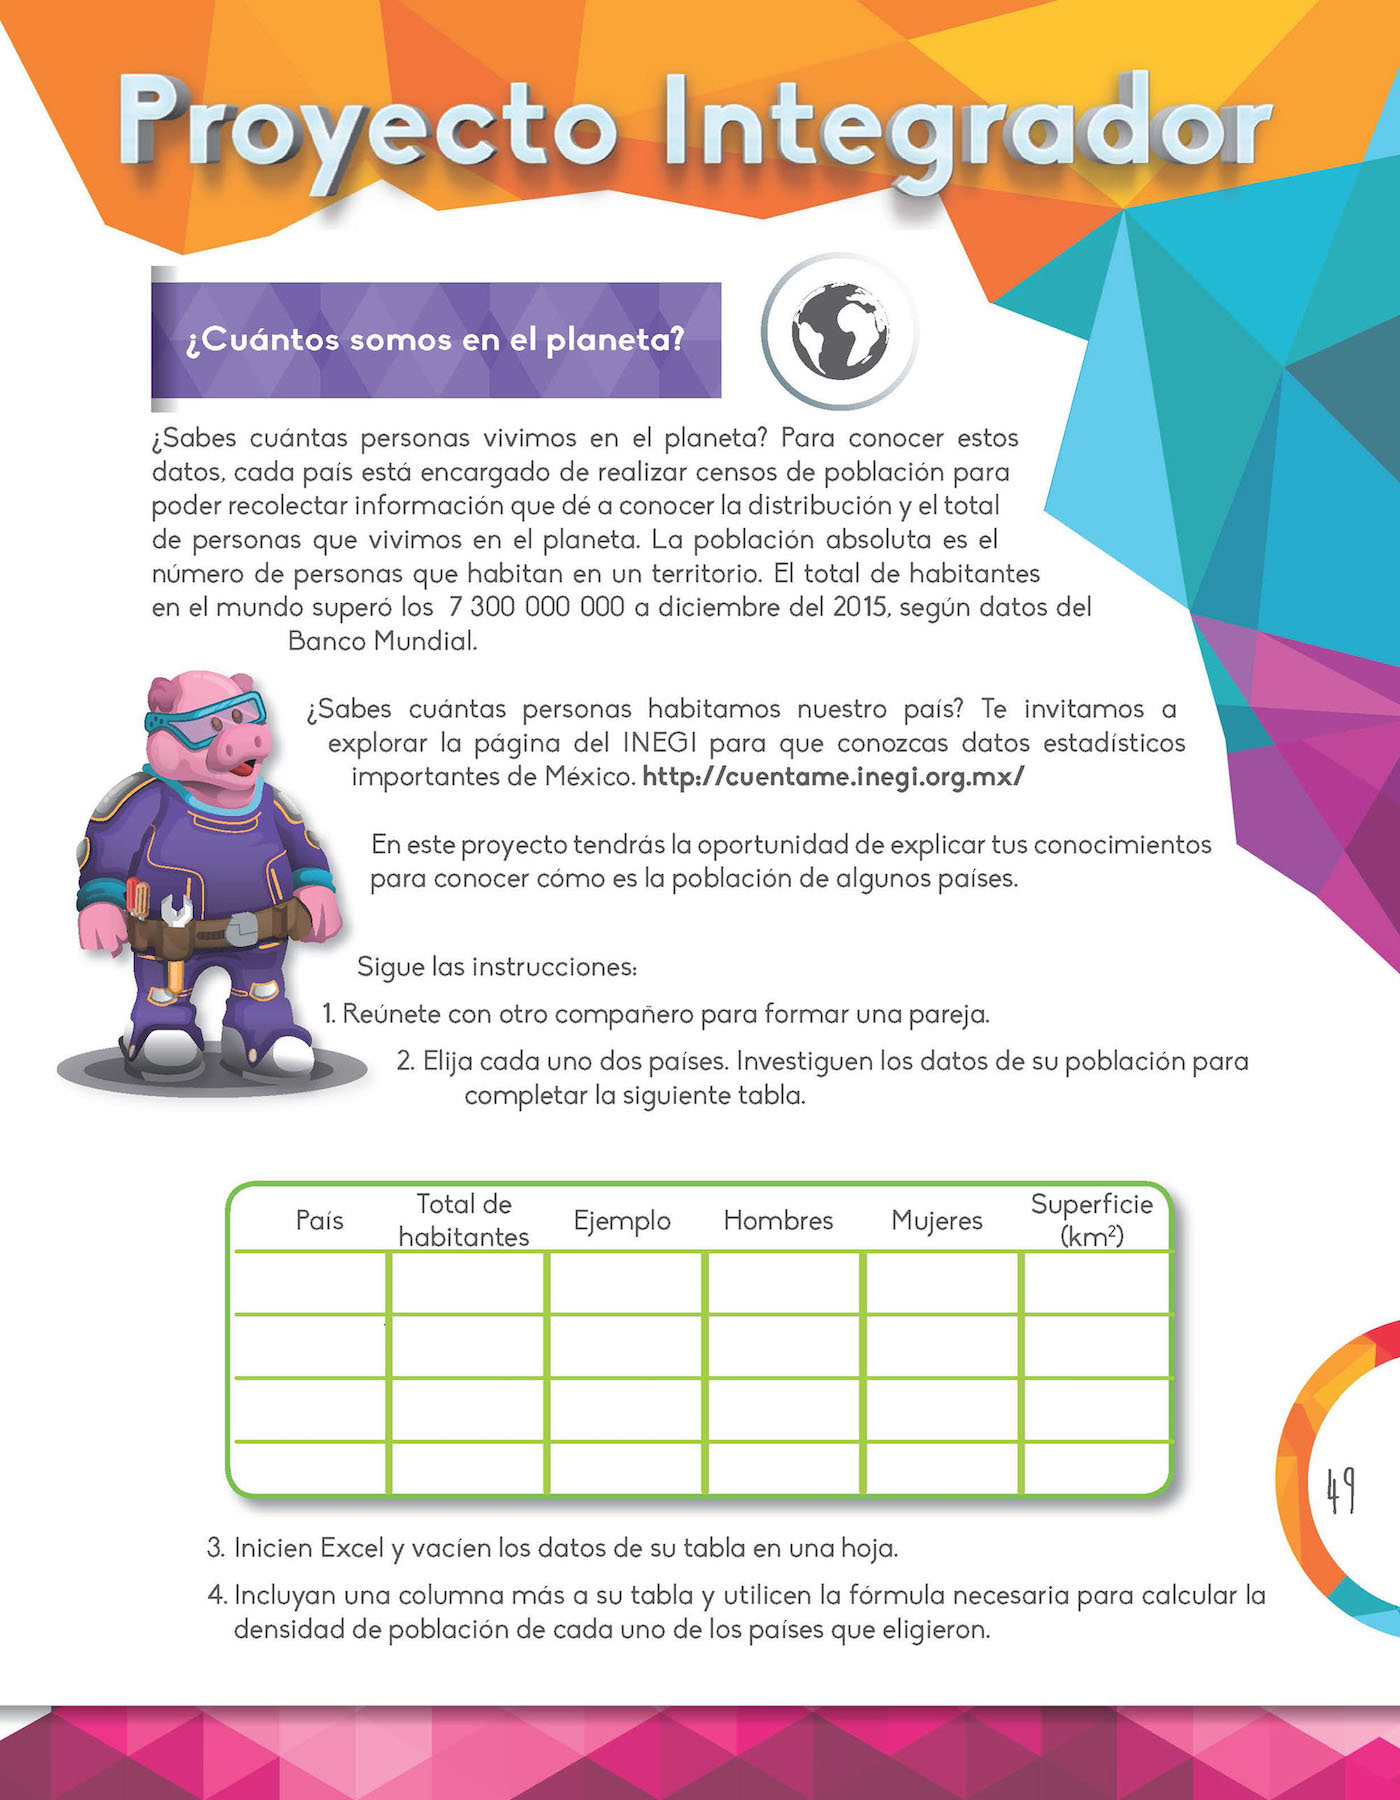 Proyecto Integrador
¿Cuántos somos en el planeta?
¿Sabes cuántas personas vivimos en el planeta? Para conocer estos
datos, cada país está encargado de realizar censos de población para
poder recolectar información que dé a conocer la distribución y el total
de personas que vivimos en el planeta. La población absoluta es el
número de personas que habitan en un territorio. El total de habitantes
en el mundo superó los 7 300 000 000 a diciembre del 2015, según datos del
Banco Mundial.
¿Sabes cuántas personas habitamos nuestro país? Te invitamos a
explorar la página del INEGI para que conozcas datos estadísticos
importantes de México. http://cuentame.inegi.org.mx/
En este proyecto tendrás la oportunidad de explicar tus conocimientos
para conocer cómo es la población de algunos países.
Sigue las instrucciones:
1. Reúnete con otro compañero para formar una pareja.
2. Elija cada uno dos países. Investiguen los datos de su población para
completar la siguiente tabla.
País Total de habitantes Ejemplo Hombres Mujeres Superficie (km²)
3. Inicien Excel y vacíen los datos de su tabla en una hoja.
4. Incluyan una columna más a su tabla y utilicen la fórmula necesaria para calcular la
densidad de población de cada uno de los países que eligieron.
49